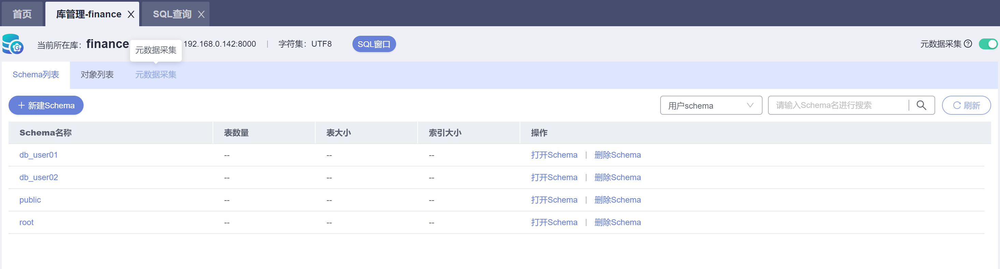 首页 库管理-finance X SQL查询 X
当前所在库: finance 192.168.0.142:8000 | 字符集: UTF8 SQL窗口 元数据采集 ?
元数据采集
Schema列表 对象列表 元数据采集
+ 新建Schema 用户schema 请输入Schema名进行搜索 刷新
Schema名称 表数量 表大小 索引大小 操作
db_user01 -- -- -- 打开Schema | 删除Schema
db_user02 -- -- -- 打开Schema | 删除Schema
public -- -- -- 打开Schema | 删除Schema
root -- -- -- 打开Schema | 删除Schema